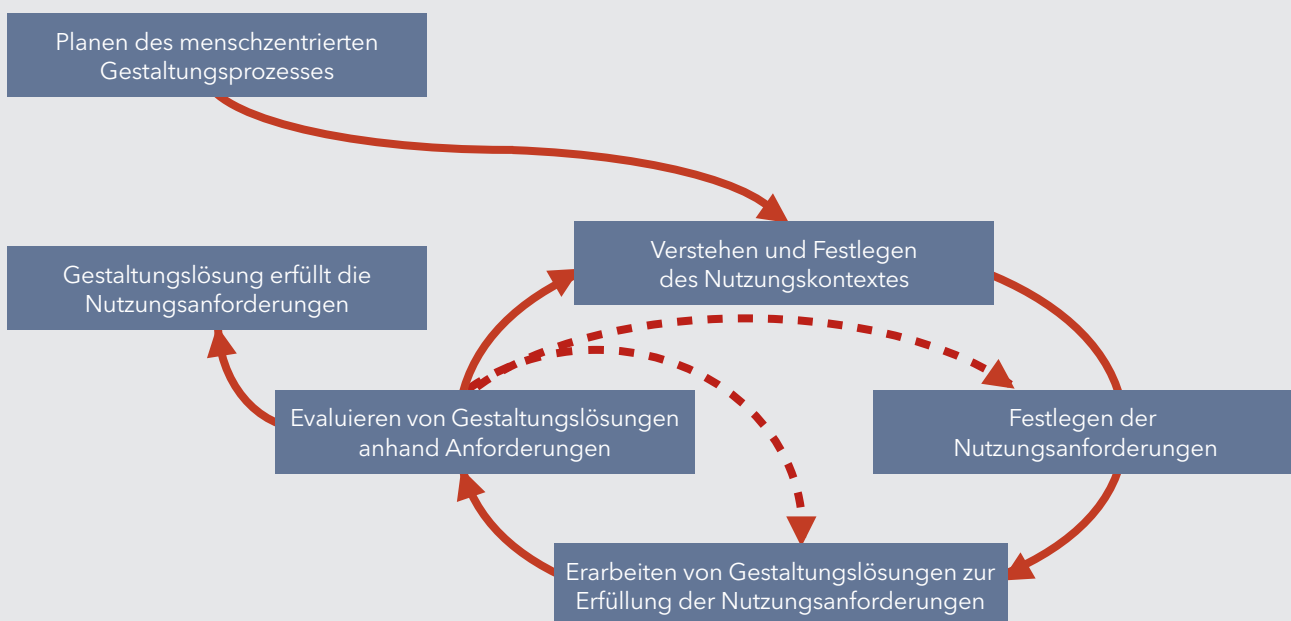 Planen des menschzentrierten
Gestaltungsprozesses
Verstehen und Festlegen
des Nutzungskontextes
Gestaltungslösung erfüllt die
Nutzungsanforderungen
Evaluieren von Gestaltungslösungen
anhand Anforderungen
Festlegen der
Nutzungsanforderungen
Erarbeiten von Gestaltungslösungen zur
Erfüllung der Nutzungsanforderungen